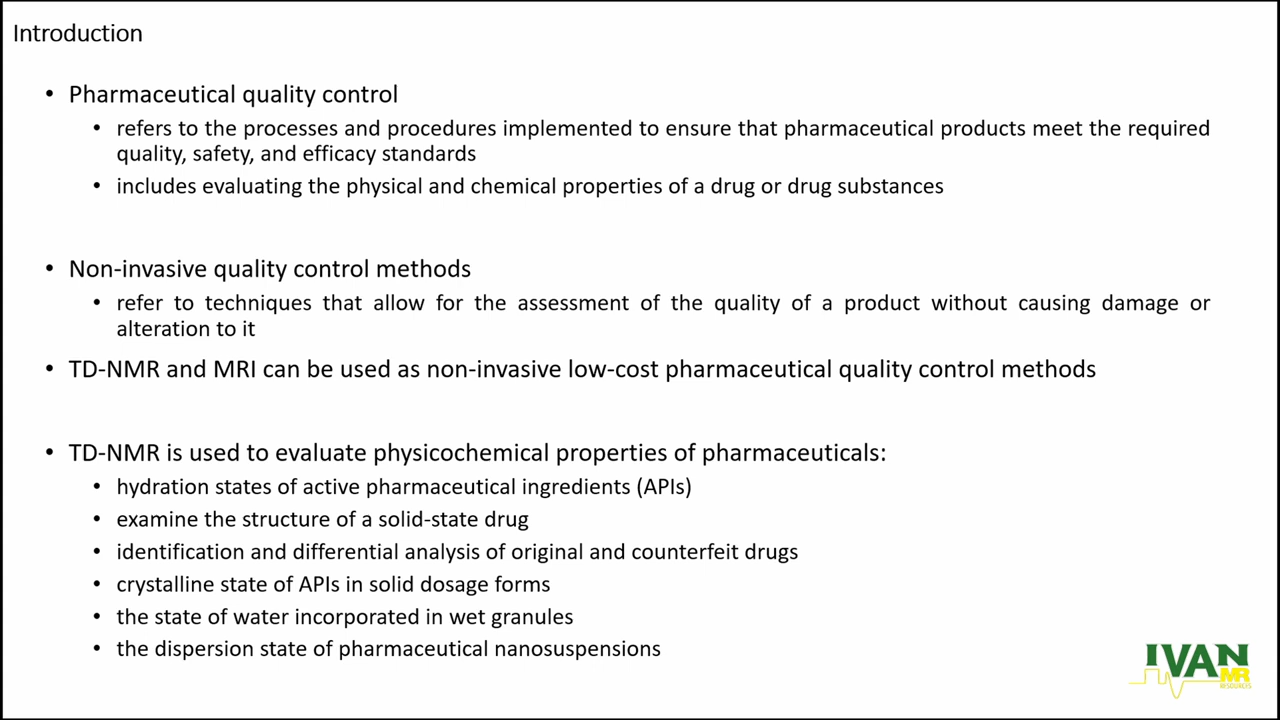 Introduction
• Pharmaceutical quality control
• refers to the processes and procedures implemented to ensure that pharmaceutical products meet the required
quality, safety, and efficacy standards
• includes evaluating the physical and chemical properties of a drug or drug substances
• Non-invasive quality control methods
• refer to techniques that allow for the assessment of the quality of a product without causing damage or
alteration to it
• TD-NMR and MRI can be used as non-invasive low-cost pharmaceutical quality control methods
• TD-NMR is used to evaluate physicochemical properties of pharmaceuticals:
• hydration states of active pharmaceutical ingredients (APIs)
• examine the structure of a solid-state drug
• identification and differential analysis of original and counterfeit drugs
• crystalline state of APIs in solid dosage forms
• the state of water incorporated in wet granules
• the dispersion state of pharmaceutical nanosuspensions
IVAN
MR
RESOURCES